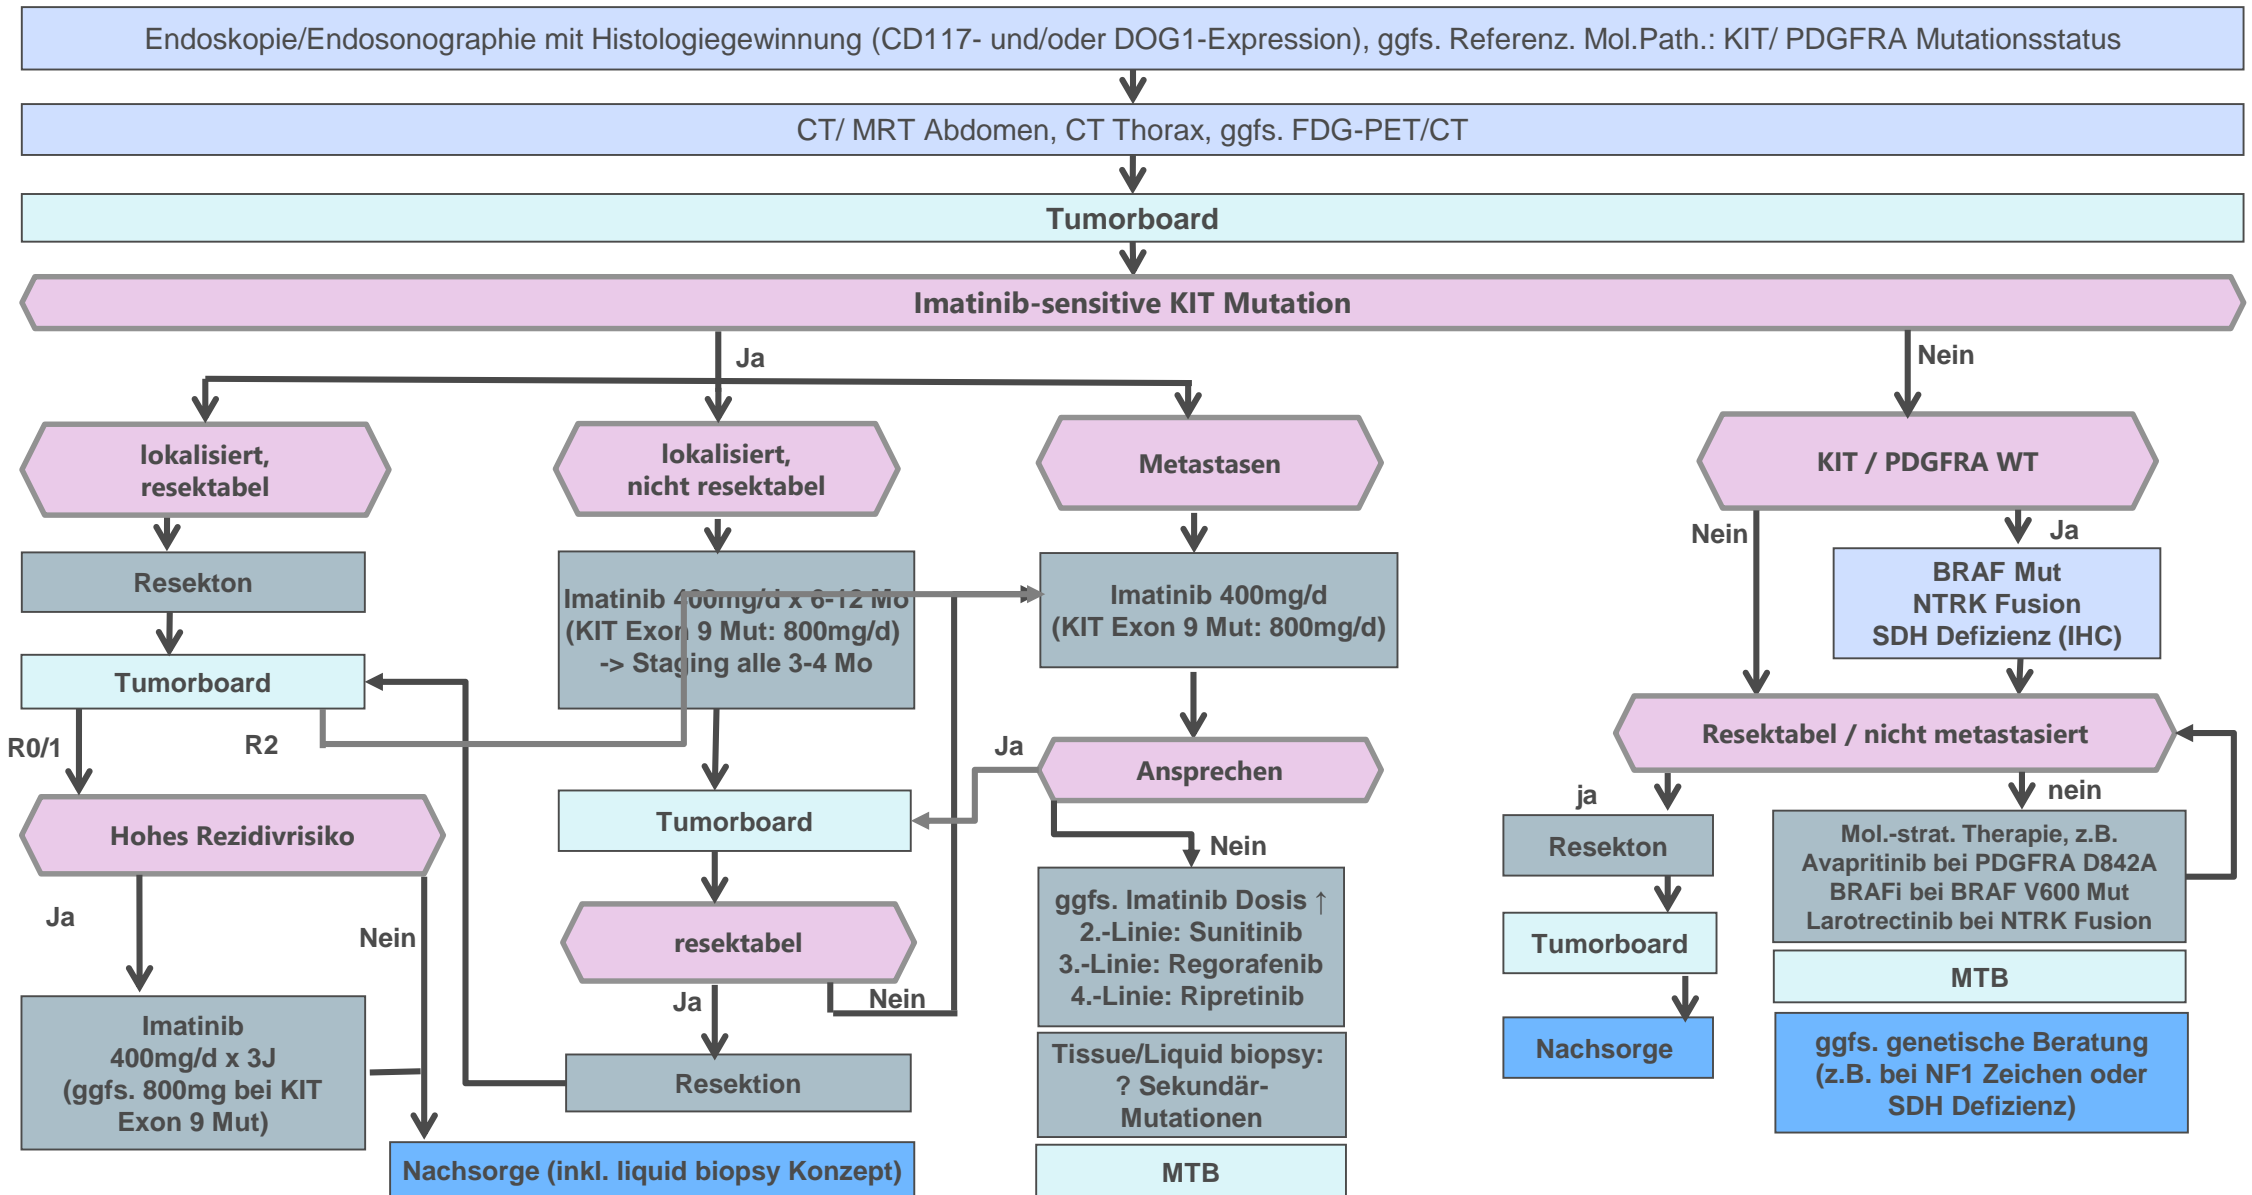 Endoskopie/Endosonographie mit Histologiegewinnung (CD117- und/oder DOG1-Expression), ggfs. Referenz. Mol.Path.: KIT/ PDGFRA Mutationsstatus
CT/ MRT Abdomen, CT Thorax, ggfs. FDG-PET/CT
Tumorboard
Imatinib-sensitive KIT Mutation
Ja
Nein
lokalisiert,
resektabel
Resekton
Tumorboard
R0/1
R2
Hohes Rezidivrisiko
Ja
Nein
Imatinib
400mg/d x 3J
(ggfs. 800mg bei KIT
Exon 9 Mut)
Nachsorge (inkl. liquid biopsy Konzept)
lokalisiert,
nicht resektabel
Imatinib 400mg/d x 6-12 Mo
(KIT Exon 9 Mut: 800mg/d)
-> Staging alle 3-4 Mo
Tumorboard
resektabel
Ja
Nein
Resektion
Metastasen
Imatinib 400mg/d
(KIT Exon 9 Mut: 800mg/d)
Ja
Ansprechen
Nein
ggfs. Imatinib Dosis ↑
2.-Linie: Sunitinib
3.-Linie: Regorafenib
4.-Linie: Ripretinib
Tissue/Liquid biopsy:
? Sekundär-
Mutationen
MTB
KIT / PDGFRA WT
Nein
Ja
BRAF Mut
NTRK Fusion
SDH Defizienz (IHC)
Resektabel / nicht metastasiert
ja
nein
Resekton
Tumorboard
Nachsorge
Mol.-strat. Therapie, z.B.
Avapritinib bei PDGFRA D842A
BRAFi bei BRAF V600 Mut
Larotrectinib bei NTRK Fusion
MTB
ggfs. genetische Beratung
(z.B. bei NF1 Zeichen oder
SDH Defizienz)